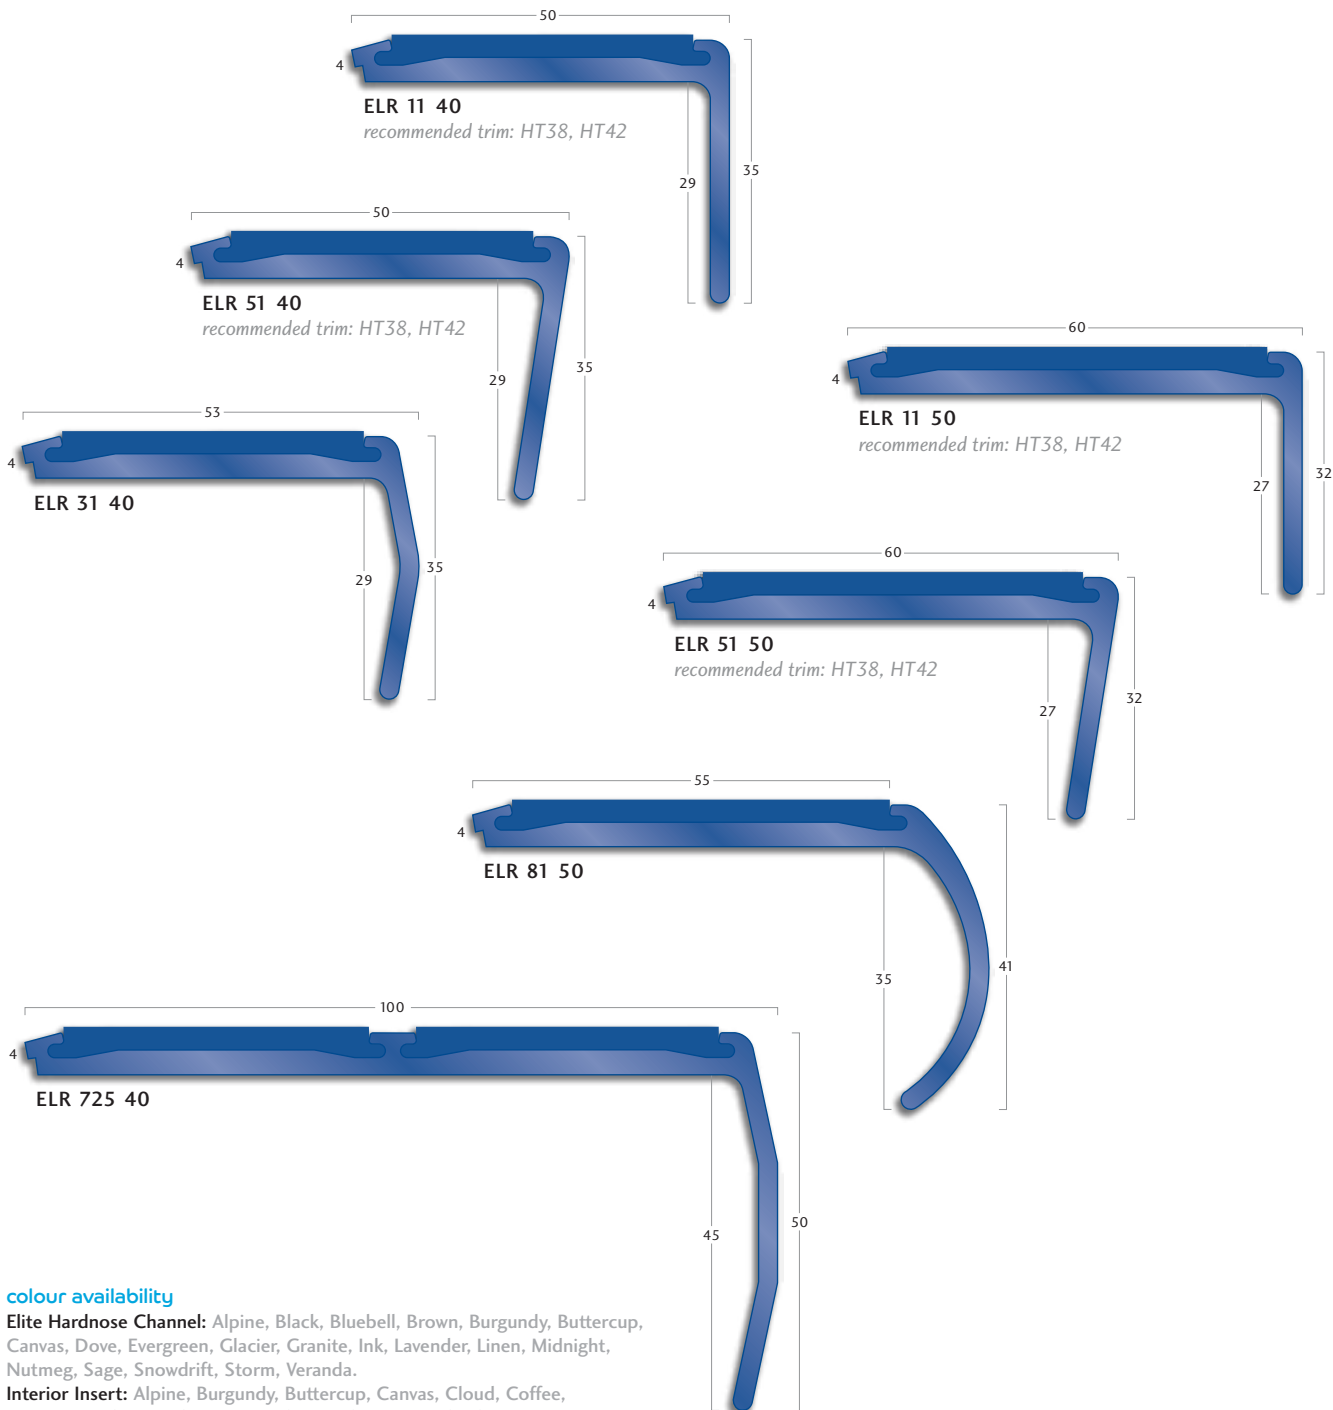 50
4
ELR 11 40
recommended trim: HT38, HT42
29
35
50
4
ELR 51 40
recommended trim: HT38, HT42
29
35
60
4
ELR 11 50
recommended trim: HT38, HT42
27
32
53
4
ELR 31 40
29
35
60
4
ELR 51 50
recommended trim: HT38, HT42
27
32
55
4
ELR 81 50
35
41
100
4
ELR 725 40
45
50
colour availability
Elite Hardnose Channel: Alpine, Black, Bluebell, Brown, Burgundy, Buttercup,
Canvas, Dove, Evergreen, Glacier, Granite, Ink, Lavender, Linen, Midnight,
Nutmeg, Sage, Snowdrift, Storm, Veranda.
Interior Insert: Alpine, Burgundy, Buttercup, Canvas, Cloud, Coffee,